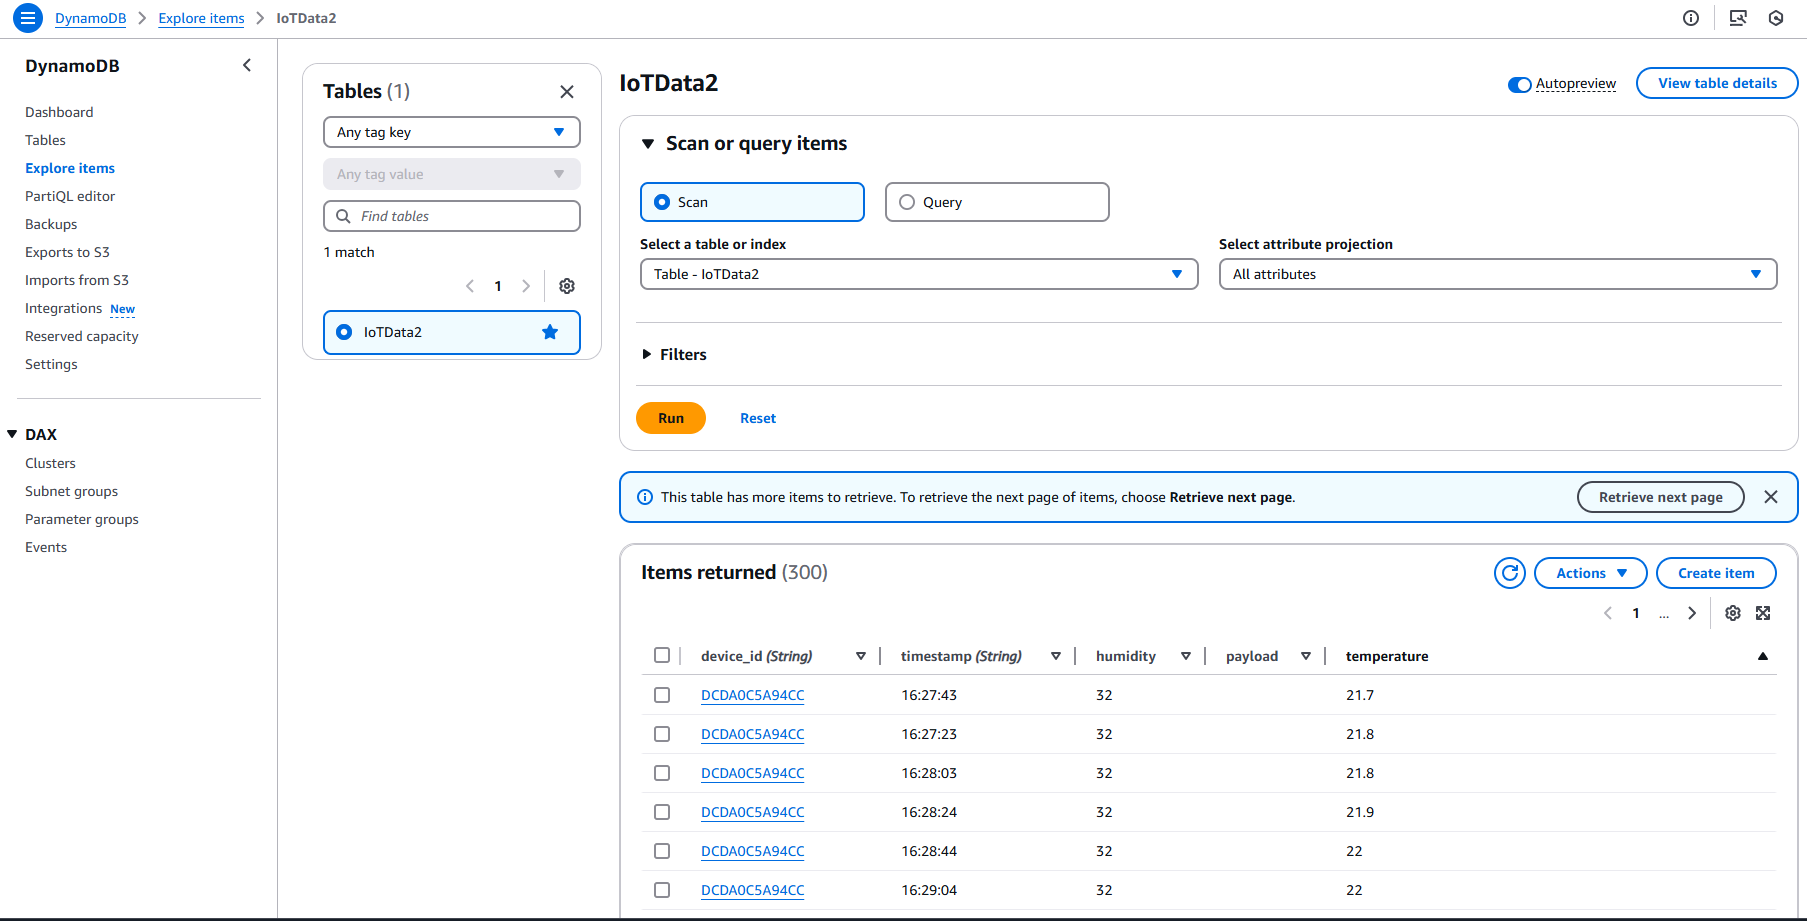 DynamoDB > Explore items > IoTData2
DynamoDB
Dashboard
Tables
Explore items
PartiQL editor
Backups
Exports to S3
Imports from S3
Integrations New
Reserved capacity
Settings
DAX
Clusters
Subnet groups
Parameter groups
Events
Tables (1)
Any tag key
Any tag value
Find tables
1 match
1
IoTData2
IoTData2
Autopreview
View table details
Scan or query items
Scan
Query
Select a table or index
Select attribute projection
Table - IoTData2
All attributes
Filters
Run
Reset
This table has more items to retrieve. To retrieve the next page of items, choose Retrieve next page.
Retrieve next page
Items returned (300)
Actions
Create item
1 ...
device_id (String) timestamp (String) humidity payload temperature
DCDA0C5A94CC 16:27:43 32 21.7
DCDA0C5A94CC 16:27:23 32 21.8
DCDA0C5A94CC 16:28:03 32 21.8
DCDA0C5A94CC 16:28:24 32 21.9
DCDA0C5A94CC 16:28:44 32 22
DCDA0C5A94CC 16:29:04 32 22